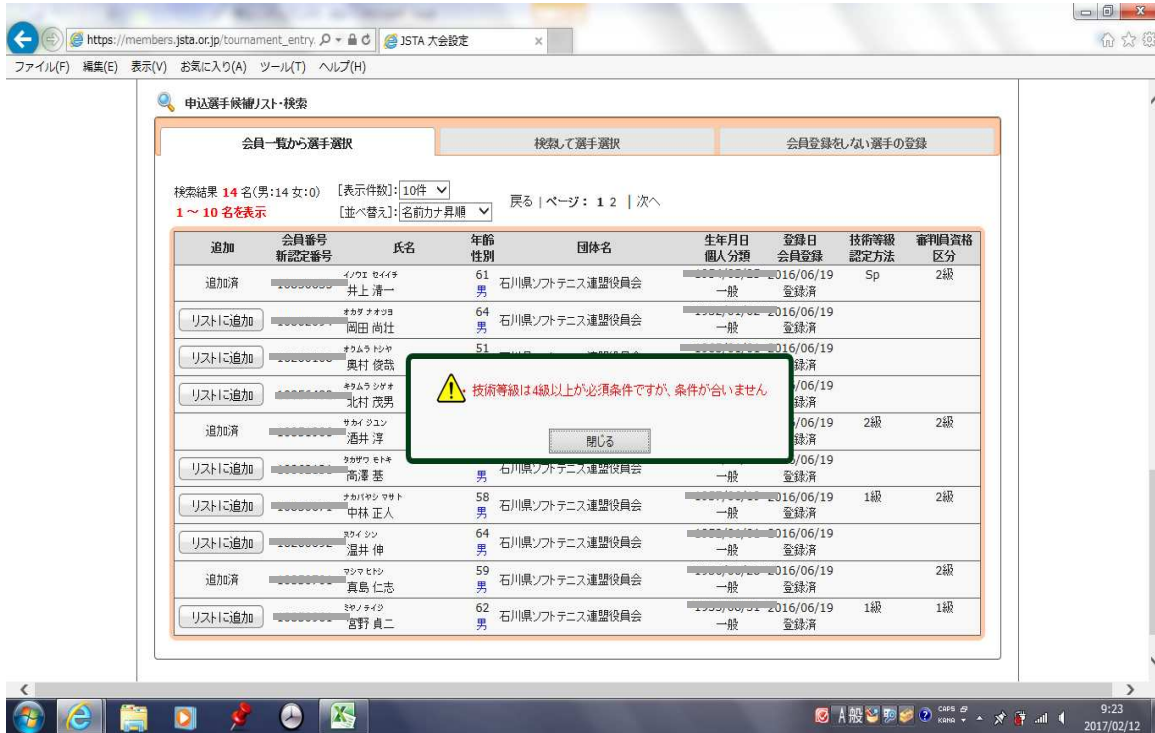 https://members.jsta.or.jp/tournament_entry. JSTA 大会設定
ファイル(F) 編集(E) 表示(V) お気に入り(A) ツール(T) ヘルプ(H)
申込選手候補リスト・検索
会員一覧から選手選択 検索して選手選択 会員登録をしない選手の登録
検索結果 14 名(男:14 女:0) [表示件数]: 10件
1 ～ 10 名を表示 [並べ替え]: 名前カナ昇順
戻る | ページ: 1 2 | 次へ
追加 会員番号 氏名 年齢 団体名 生年月日 登録日 技術等級 審判員資格
新認定番号 性別 個人分類 会員登録 認定方法 区分
イノウエ セイイチ 61 2016/06/19 Sp 2級
追加済 井上 清一 男 石川県ソフトテニス連盟役員会 一般 登録済
オカダ ナオツヨ 64 2016/06/19
リストに追加 岡田 尚壮 男 石川県ソフトテニス連盟役員会 一般 登録済
オクムラ トシヤ 51 2016/06/19
リストに追加 奥村 俊哉 録済
キタムラ シゲオ /06/19
リストに追加 北村 茂男 録済
サカイ ジュン /06/19 2級 2級
追加済 酒井 淳 録済
タカザワ モトキ /06/19
リストに追加 高澤 基 男 石川県ソフトテニス連盟役員会 一般 登録済
ナカバヤシ マサト 58 2016/06/19 1級 2級
リストに追加 中林 正人 男 石川県ソフトテニス連盟役員会 一般 登録済
ヌクイ シン 64 2016/06/19
リストに追加 温井 伸 男 石川県ソフトテニス連盟役員会 一般 登録済
マシマ ヒトシ 59 2016/06/19 2級
追加済 真島 仁志 男 石川県ソフトテニス連盟役員会 一般 登録済
ミヤノ テイジ 62 2016/06/19 1級 1級
リストに追加 宮野 貞二 男 石川県ソフトテニス連盟役員会 一般 登録済
・技術等級は4級以上が必須条件ですが、条件が合いません
閉じる
A 般 CAPS KANA 9:23
2017/02/12